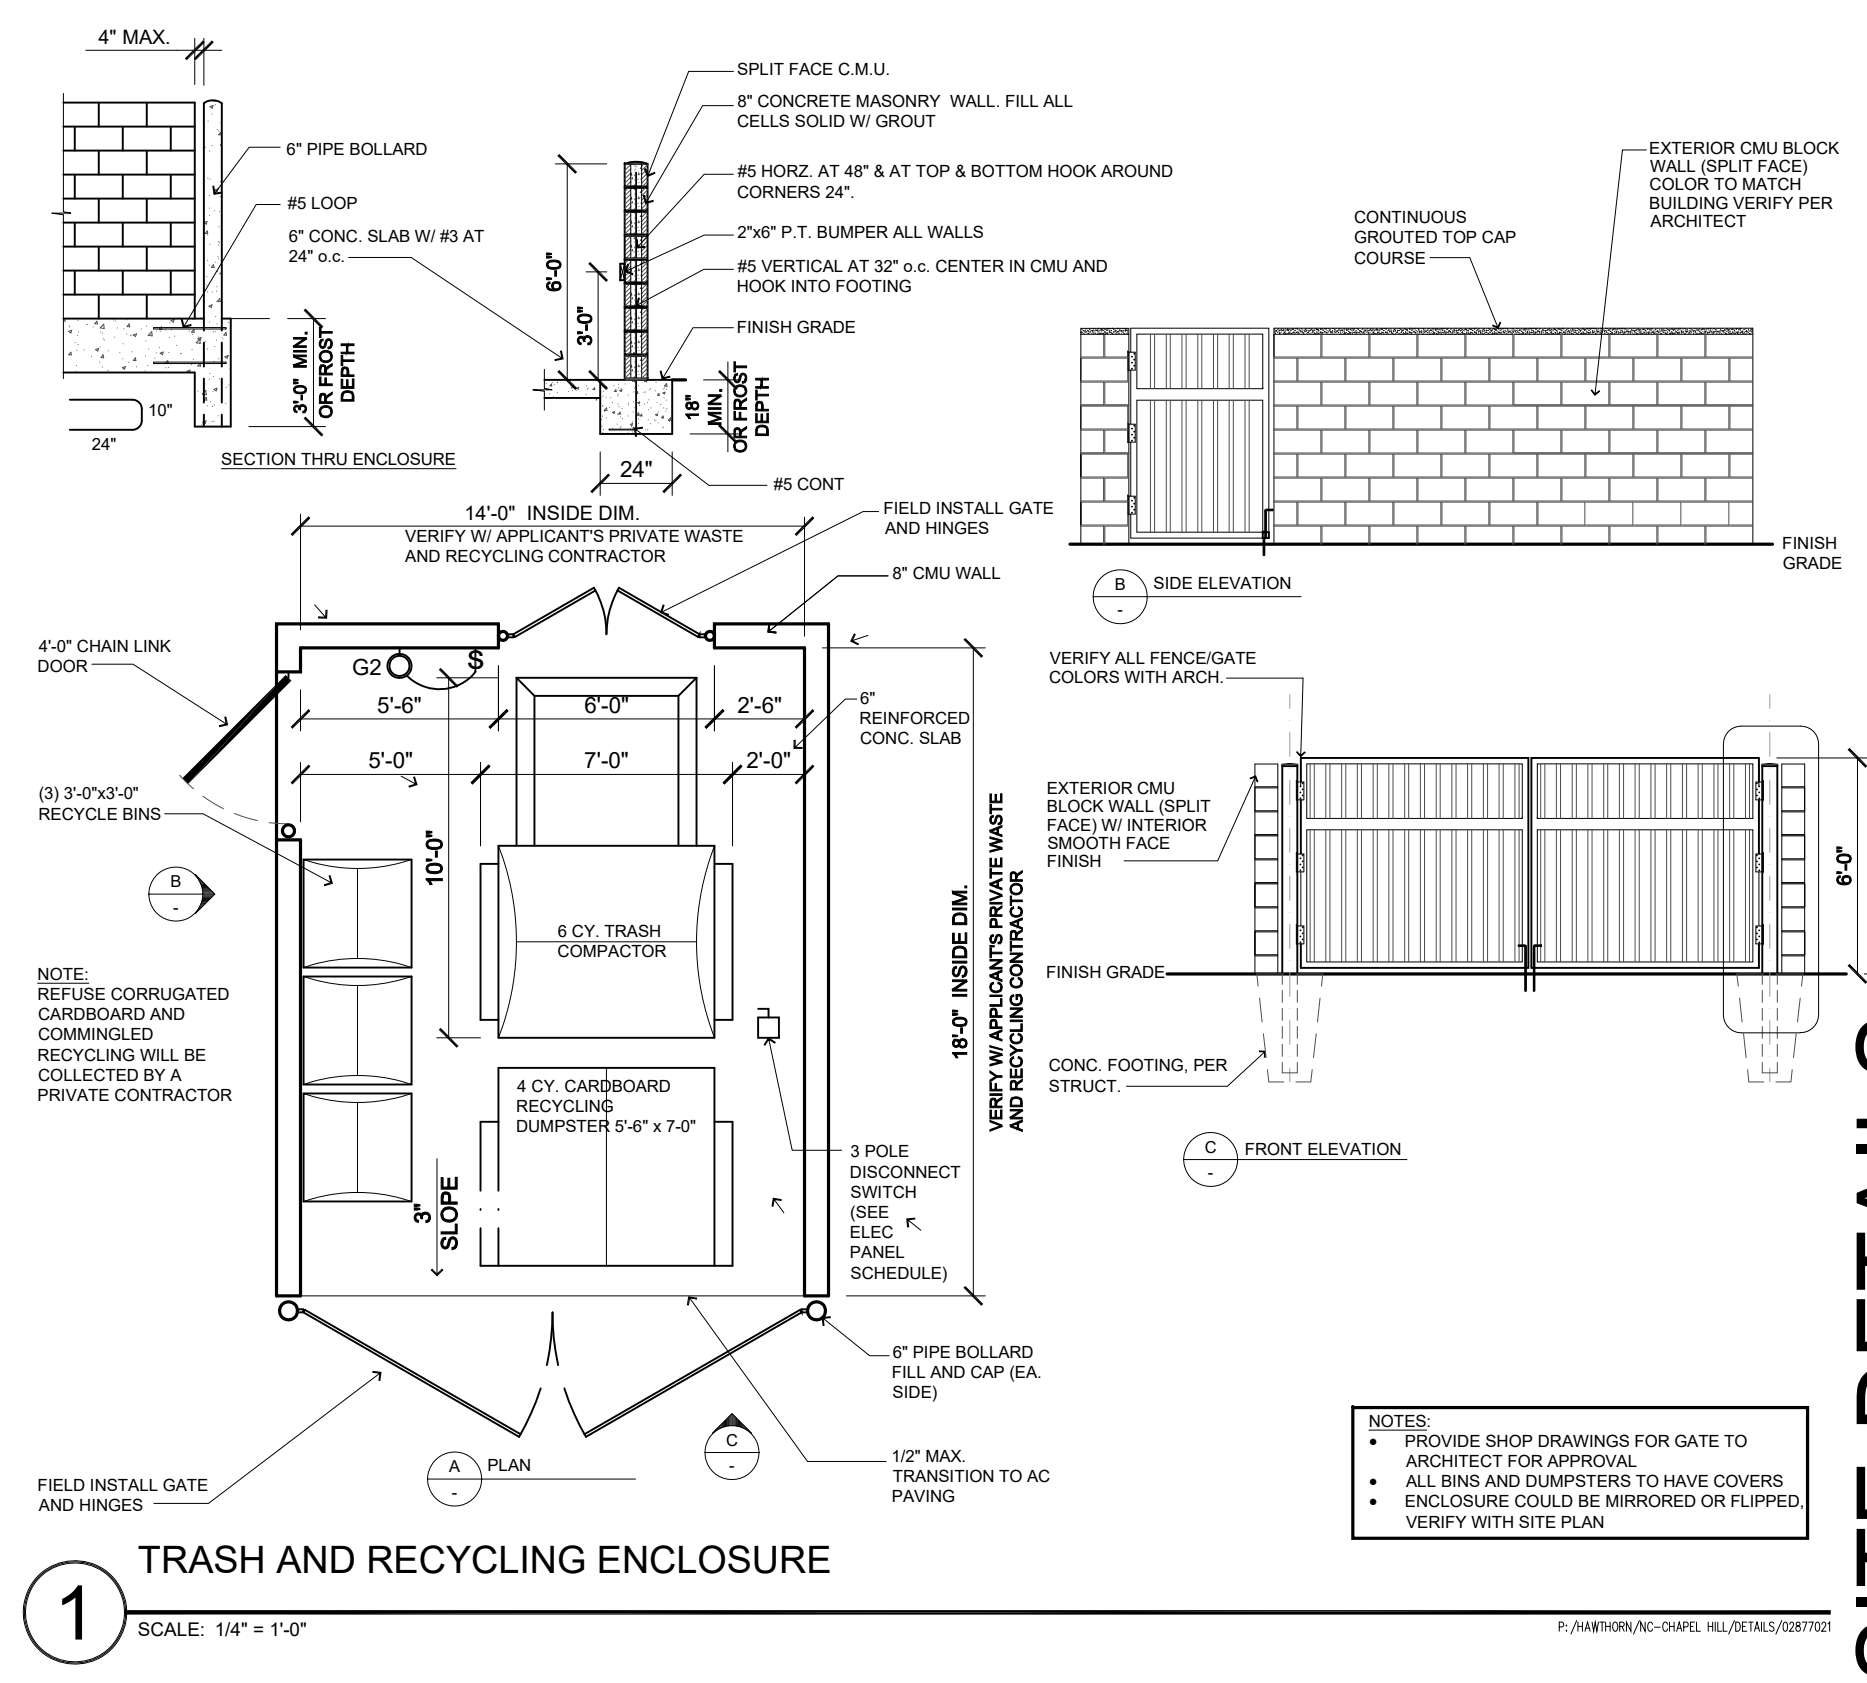 4" MAX.
6" PIPE BOLLARD
#5 LOOP
6" CONC. SLAB W/ #3 AT
24" o.c.
3'-0" MIN.
OR FROST
DEPTH
10"
24"
SECTION THRU ENCLOSURE
SPLIT FACE C.M.U.
8" CONCRETE MASONRY WALL. FILL ALL
CELLS SOLID W/ GROUT
#5 HORZ. AT 48" & AT TOP & BOTTOM HOOK AROUND
CORNERS 24".
2"x6" P.T. BUMPER ALL WALLS
#5 VERTICAL AT 32" o.c. CENTER IN CMU AND
HOOK INTO FOOTING
FINISH GRADE
6'-0"
3'-0"
18"
MIN.
OR FROST
DEPTH
24"
#5 CONT
EXTERIOR CMU BLOCK
WALL (SPLIT FACE)
COLOR TO MATCH
BUILDING VERIFY PER
ARCHITECT
CONTINUOUS
GROUTED TOP CAP
COURSE
FINISH
GRADE
B
-
SIDE ELEVATION
14'-0" INSIDE DIM.
VERIFY W/ APPLICANT'S PRIVATE WASTE
AND RECYCLING CONTRACTOR
FIELD INSTALL GATE
AND HINGES
8" CMU WALL
4'-0" CHAIN LINK
DOOR
G2
$
5'-6"
6'-0"
2'-6"
5'-0"
7'-0"
2'-0"
6"
REINFORCED
CONC. SLAB
(3) 3'-0"x3'-0"
RECYCLE BINS
10'-0"
B
-
6 CY. TRASH
COMPACTOR
NOTE:
REFUSE CORRUGATED
CARDBOARD AND
COMMINGLED
RECYCLING WILL BE
COLLECTED BY A
PRIVATE CONTRACTOR
18'-0" INSIDE DIM.
VERIFY W/ APPLICANT'S PRIVATE WASTE
AND RECYCLING CONTRACTOR
4 CY. CARDBOARD
RECYCLING
DUMPSTER 5'-6" x 7-0"
3"
SLOPE
3 POLE
DISCONNECT
SWITCH
(SEE
ELEC
PANEL
SCHEDULE)
6" PIPE BOLLARD
FILL AND CAP (EA.
SIDE)
1/2" MAX.
TRANSITION TO AC
PAVING
FIELD INSTALL GATE
AND HINGES
A
-
PLAN
C
-
VERIFY ALL FENCE/GATE
COLORS WITH ARCH.
EXTERIOR CMU
BLOCK WALL (SPLIT
FACE) W/ INTERIOR
SMOOTH FACE
FINISH
6'-0"
FINISH GRADE
CONC. FOOTING, PER
STRUCT.
C
-
FRONT ELEVATION
NOTES:
• PROVIDE SHOP DRAWINGS FOR GATE TO
ARCHITECT FOR APPROVAL
• ALL BINS AND DUMPSTERS TO HAVE COVERS
• ENCLOSURE COULD BE MIRRORED OR FLIPPED,
VERIFY WITH SITE PLAN
1
TRASH AND RECYCLING ENCLOSURE
SCALE: 1/4" = 1'-0"
P:/HAWTHORN/NC-CHAPEL HILL/DETAILS/02877021